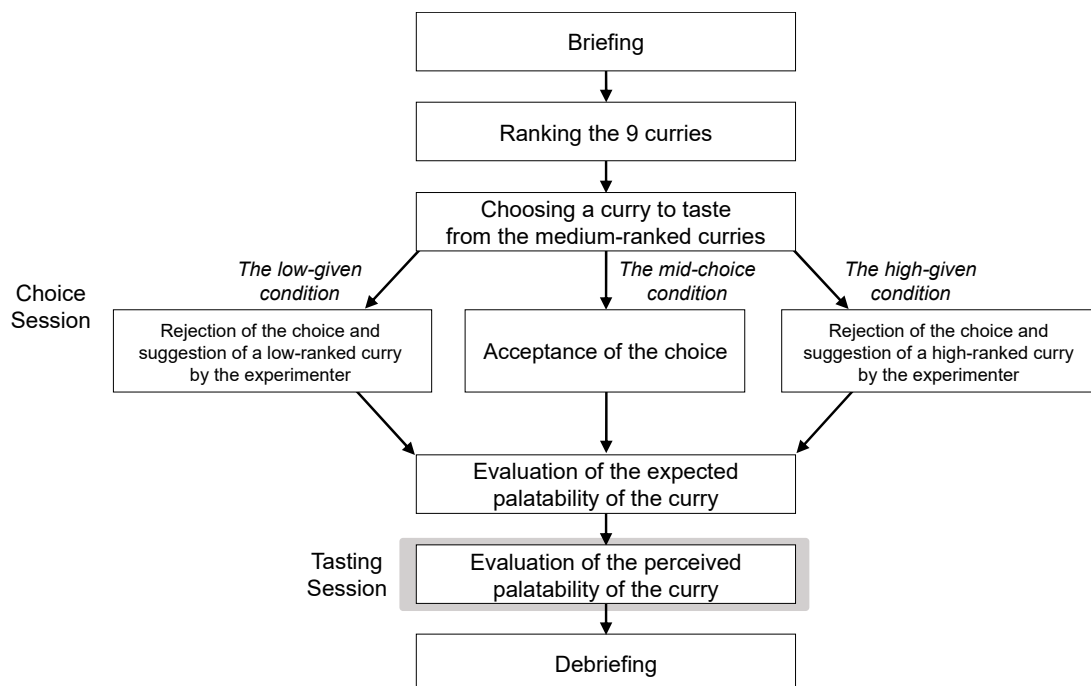 Briefing
Ranking the 9 curries
Choosing a curry to taste
from the medium-ranked curries
The low-given
condition
The mid-choice
condition
The high-given
condition
Choice
Session
Rejection of the choice and
suggestion of a low-ranked curry
by the experimenter
Acceptance of the choice
Rejection of the choice and
suggestion of a high-ranked curry
by the experimenter
Evaluation of the expected
palatability of the curry
Tasting
Session
Evaluation of the perceived
palatability of the curry
Debriefing